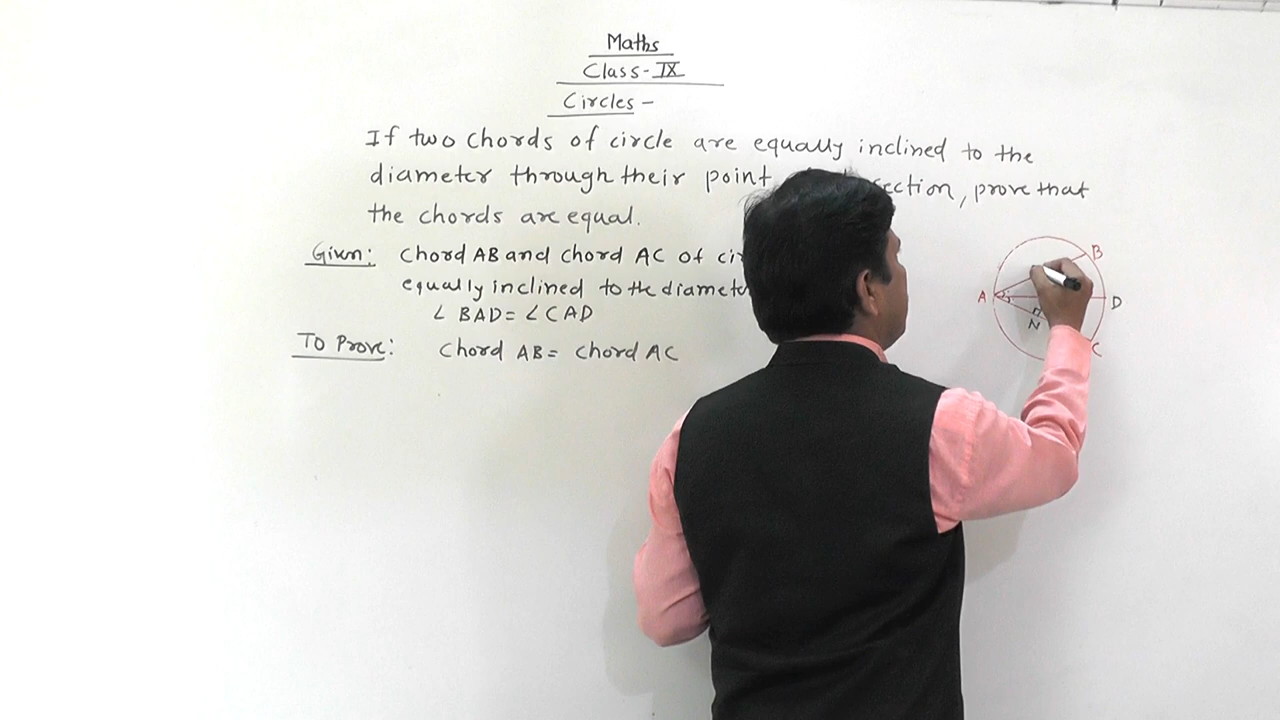 Maths
Class-IX
Circles-
If two chords of circle are equally inclined to the
diameter through their point section, prove that
the chords are equal.
Given: Chord AB and chord AC of cir
equally inclined to the diameter
∠ BAD = ∠ CAD
To Prove: Chord AB = chord AC
A
B
C
D
N